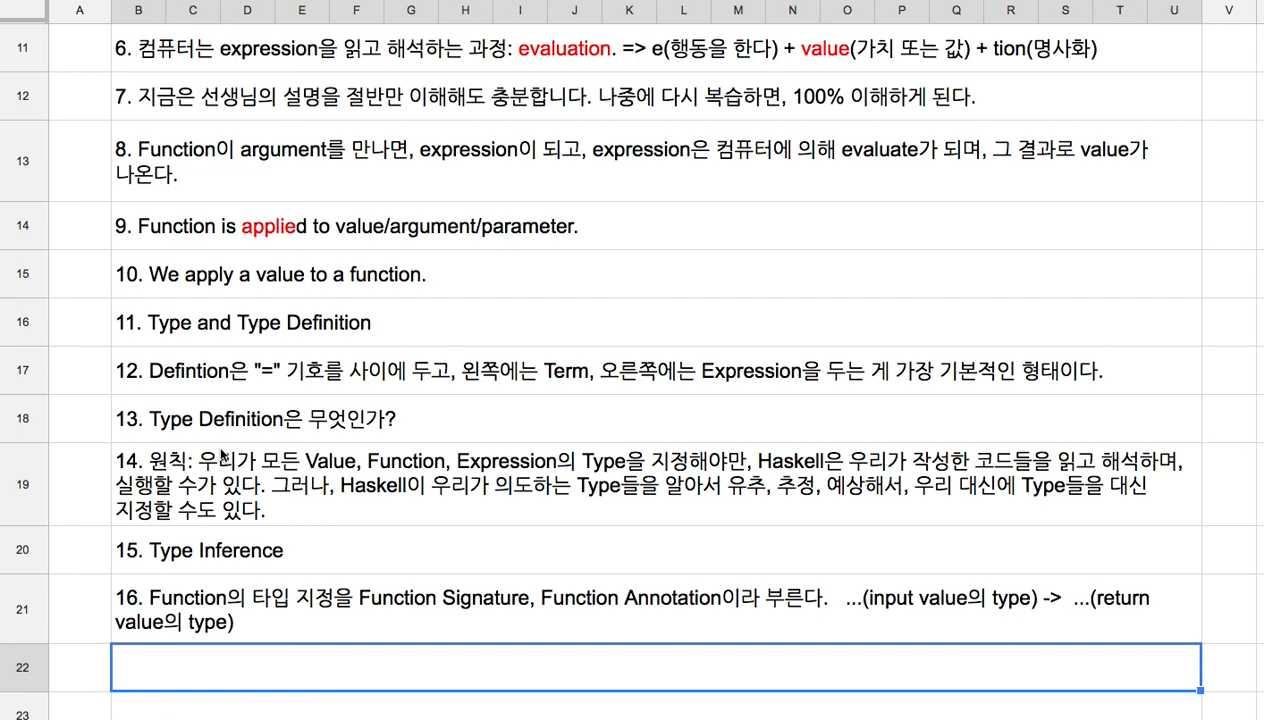 A B C D E F G H I J K L M N O P Q R S T U V
11 6. 컴퓨터는 expression을 읽고 해석하는 과정: evaluation. => e(행동을 한다) + value(가치 또는 값) + tion(명사화)
12 7. 지금은 선생님의 설명을 절반만 이해해도 충분합니다. 나중에 다시 복습하면, 100% 이해하게 된다.
13 8. Function이 argument를 만나면, expression이 되고, expression은 컴퓨터에 의해 evaluate가 되며, 그 결과로 value가
나온다.
14 9. Function is applied to value/argument/parameter.
15 10. We apply a value to a function.
16 11. Type and Type Definition
17 12. Defintion은 "=" 기호를 사이에 두고, 왼쪽에는 Term, 오른쪽에는 Expression을 두는 게 가장 기본적인 형태이다.
18 13. Type Definition은 무엇인가?
19 14. 원칙: 우리가 모든 Value, Function, Expression의 Type을 지정해야만, Haskell은 우리가 작성한 코드들을 읽고 해석하며,
실행할 수가 있다. 그러나, Haskell이 우리가 의도하는 Type들을 알아서 유추, 추정, 예상해서, 우리 대신에 Type들을 대신
지정할 수도 있다.
20 15. Type Inference
21 16. Function의 타입 지정을 Function Signature, Function Annotation이라 부른다. ...(input value의 type) -> ...(return
value의 type)
22
23